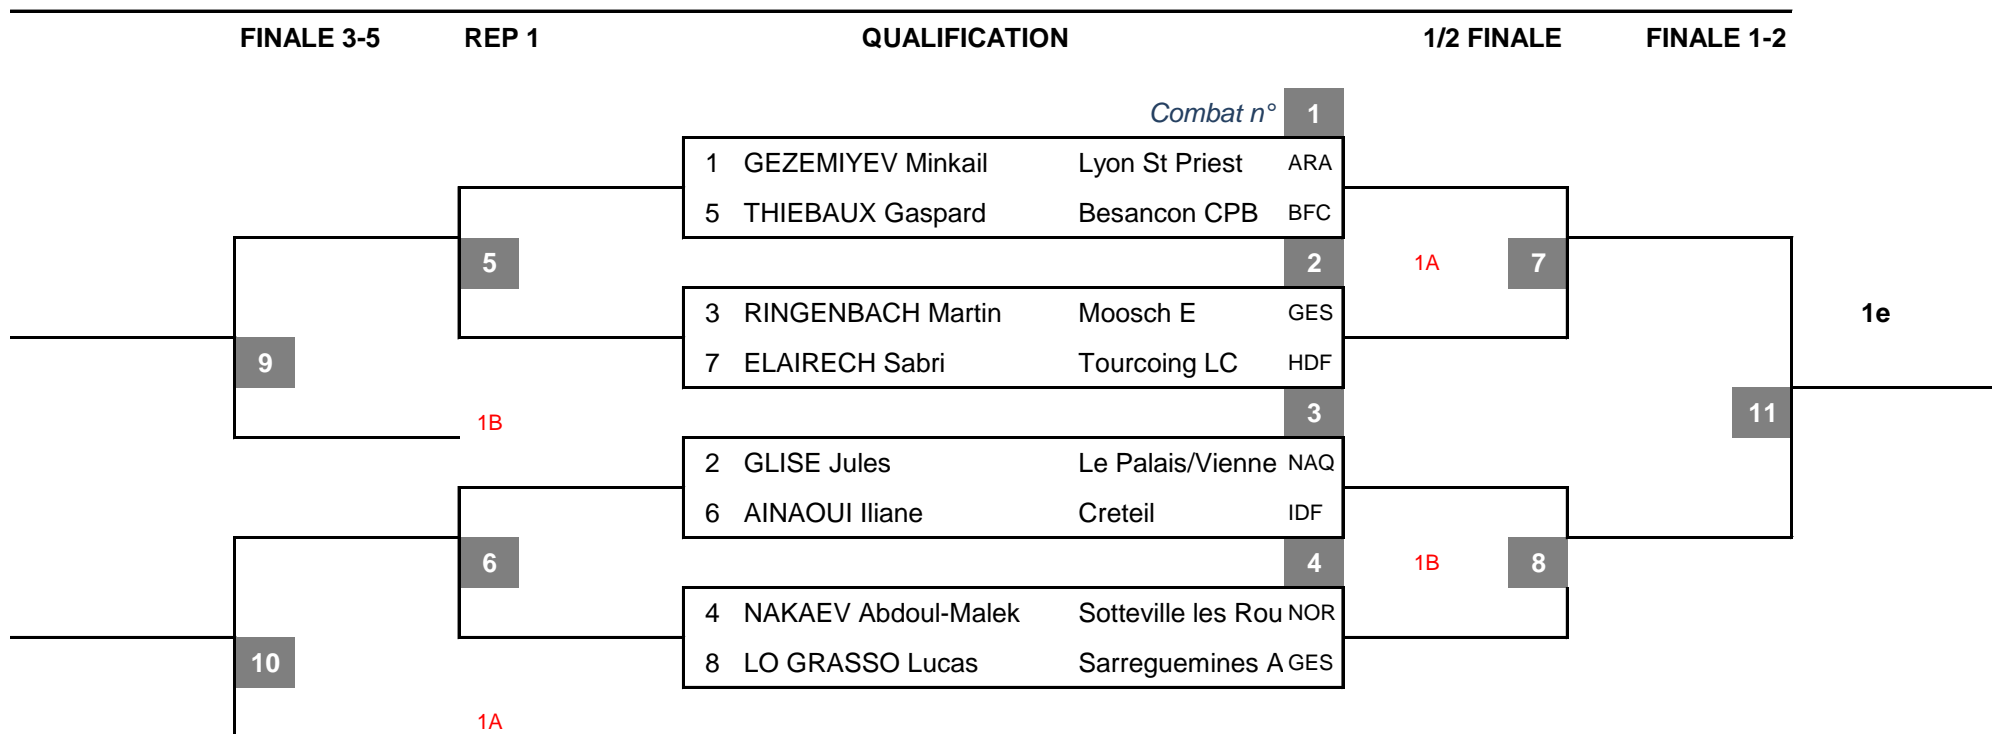 FINALE 3-5 REP 1 QUALIFICATION 1/2 FINALE FINALE 1-2
Combat n° 1
1 GEZEMIYEV Minkail Lyon St Priest ARA
5 THIEBAUX Gaspard Besancon CPB BFC
5 2 1A 7
3 RINGENBACH Martin Moosch E GES 1e
9 7 ELAIRECH Sabri Tourcoing LC HDF
1B 3 11
2 GLISE Jules Le Palais/Vienne NAQ
6 AINAOUI Iliane Creteil IDF
6 4 1B 8
4 NAKAEV Abdoul-Malek Sotteville les Rou NOR
10 8 LO GRASSO Lucas Sarreguemines A GES
1A